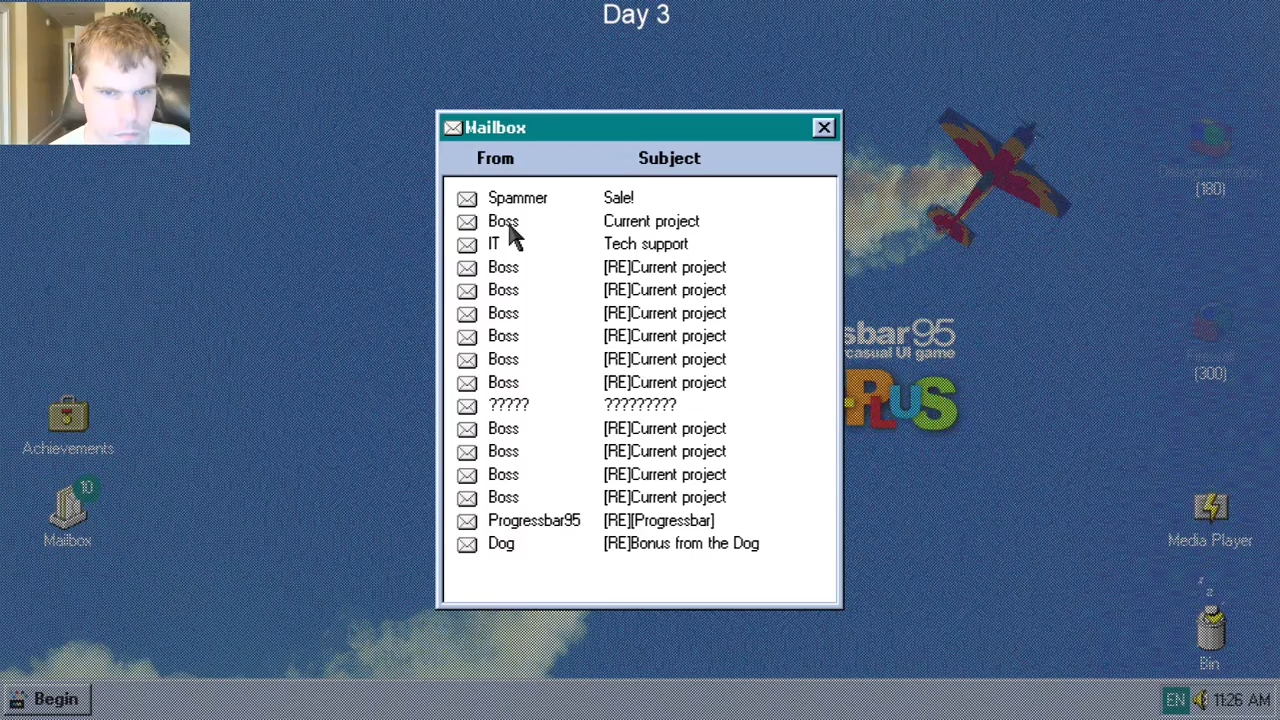 Day 3
Mailbox
From Subject
Spammer Sale!
Boss Current project
IT Tech support
Boss [RE]Current project
Boss [RE]Current project
Boss [RE]Current project
Boss [RE]Current project
Boss [RE]Current project
Boss [RE]Current project
????? ?????????
Boss [RE]Current project
Boss [RE]Current project
Boss [RE]Current project
Boss [RE]Current project
Progressbar95 [RE][Progressbar]
Dog [RE]Bonus from the Dog
(180)
sbar95
casual UI game
PLUS
(300)
Achievements
10
Mailbox
Media Player
z
a
Bin
Begin
EN 11:26 AM